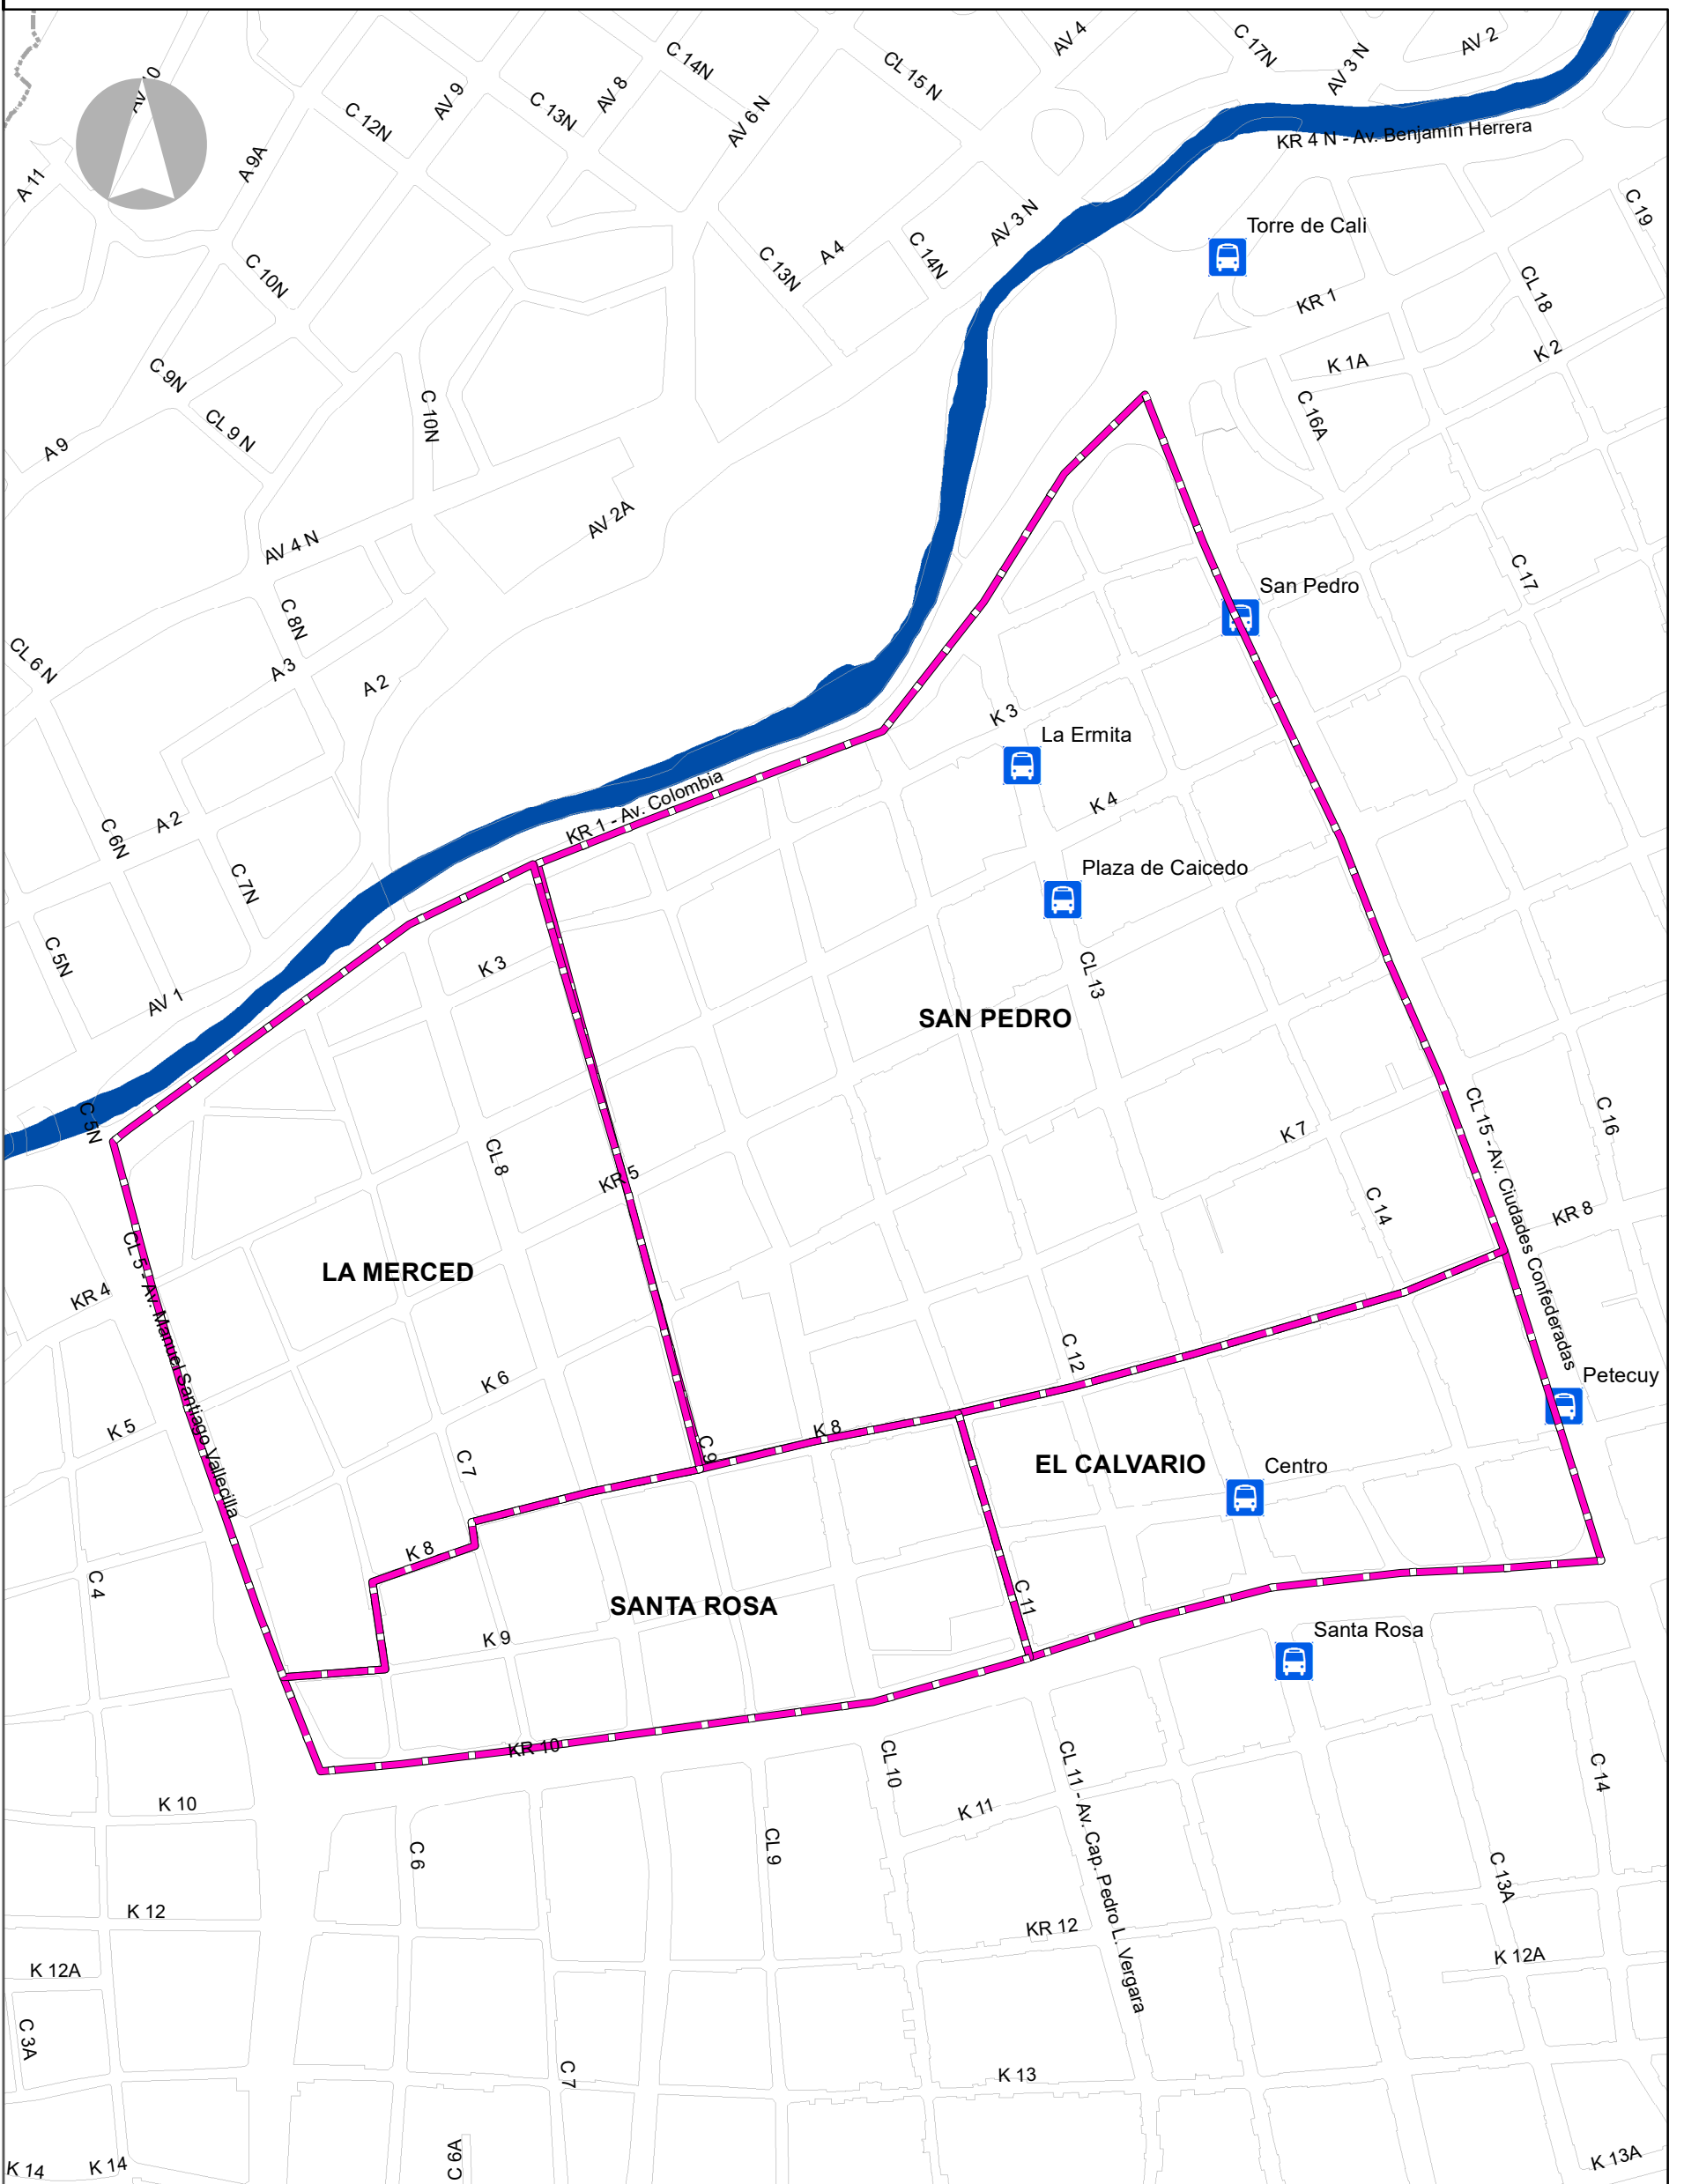 AV 4
C 17N
AV 2
C 14N
AV 3 N
CL 15 N
AV 9
AV 8
C 13N
C 12N
AV 6 N
KR 4 N - Av. Benjamín Herrera
A 9A
A 11
C 19
AV 3 N
Torre de Cali
A 4
C 14N
C 13N
C 10N
CL 18
KR 1
K 2
K 1A
C 9N
C 10N
C 16A
CL 9 N
A 9
AV 2A
AV 4 N
C 17
San Pedro
C 8N
CL 6 N
A 3
A 2
K 3
La Ermita
KR 1 - Av. Colombia
K 4
A 2
C 6N
Plaza de Caicedo
C 7N
C 5N
K 3
CL 13
AV 1
SAN PEDRO
C 5N
C 16
K 7
CL 8
KR 5
C 14
KR 8
CL 15 - Av. Ciudades Confederadas
LA MERCED
KR 4
CL 5 - Av. Manuel Santiago Vallecilla
C 12
K 6
Petecuy
K 5
K 8
C 9
C 7
EL CALVARIO
Centro
K 8
C 4
C 11
SANTA ROSA
K 9
Santa Rosa
KR 10
CL 10
CL 11 - Av. Cap. Pedro L. Vergara
C 14
K 10
K 11
C 6
CL 9
C 13A
K 12
KR 12
K 12A
K 12A
C 3A
K 13
C 7
C 6A
K 14
K 14
K 13A